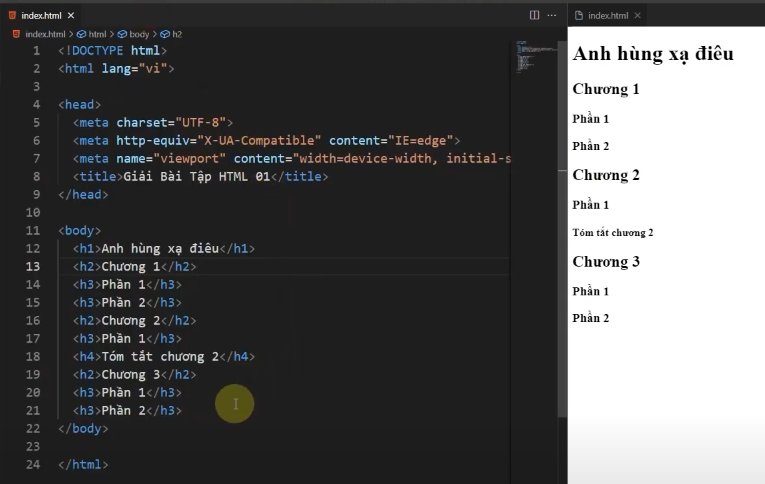 index.html
index.html > html > body > h2
1 <!DOCTYPE html>
2 <html lang="vi">
3
4 <head>
5 <meta charset="UTF-8">
6 <meta http-equiv="X-UA-Compatible" content="IE=edge">
7 <meta name="viewport" content="width=device-width, initial-s
8 <title>Giải Bài Tập HTML 01</title>
9 </head>
10
11 <body>
12 <h1>Anh hùng xạ điêu</h1>
13 <h2>Chương 1</h2>
14 <h3>Phần 1</h3>
15 <h3>Phần 2</h3>
16 <h2>Chương 2</h2>
17 <h3>Phần 1</h3>
18 <h4>Tóm tắt chương 2</h4>
19 <h2>Chương 3</h2>
20 <h3>Phần 1</h3>
21 <h3>Phần 2</h3>
22 </body>
23
24 </html>
index.html
Anh hùng xạ điêu
Chương 1
Phần 1
Phần 2
Chương 2
Phần 1
Tóm tắt chương 2
Chương 3
Phần 1
Phần 2